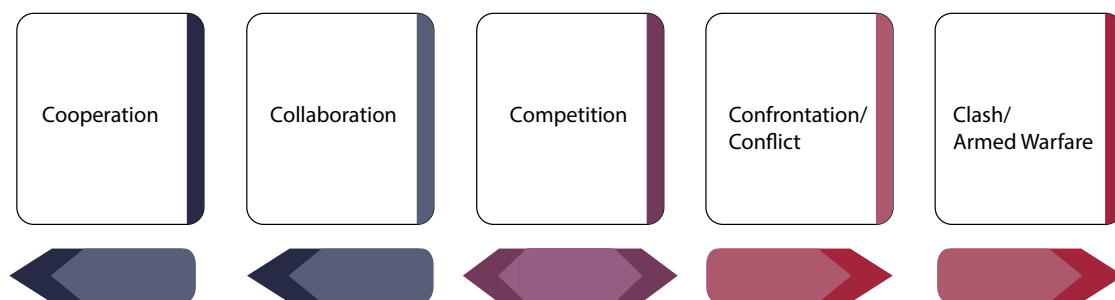 Cooperation
Collaboration
Competition
Confrontation/
Conflict
Clash/
Armed Warfare